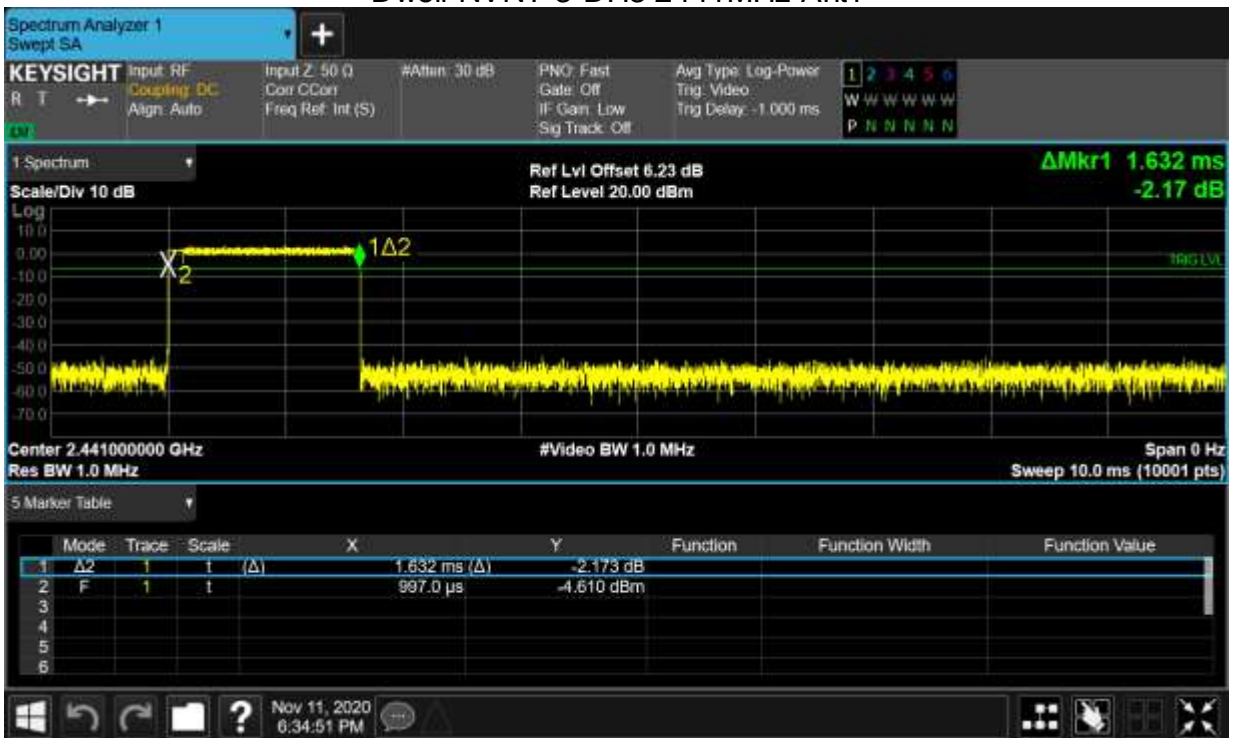 Spectrum Analyzer 1
Swept SA
+
KEYSIGHT Input: RF Input Z: 50 Ω #Atten: 30 dB PNO: Fast Avg Type: Log-Power 1 2 3 4 5 6
R T Coupling: DC Corr CCorr Gate: Off Trig: Video W W W W W W
Align: Auto Freq Ref: Int (S) IF Gain: Low Trig Delay: -1.000 ms
Sig Track: Off P N N N N N
1 Spectrum Ref Lvl Offset 6.23 dB ΔMkr1 1.632 ms
Scale/Div 10 dB Ref Level 20.00 dBm -2.17 dB
Log
10.0
0.00 1Δ2
TRIG LVL
-10.0 2
-20.0
-30.0
-40.0
-50.0
-60.0
-70.0
Center 2.441000000 GHz #Video BW 1.0 MHz Span 0 Hz
Res BW 1.0 MHz Sweep 10.0 ms (10001 pts)
5 Marker Table
Mode Trace Scale X Y Function Function Width Function Value
1 Δ2 1 t (Δ) 1.632 ms (Δ) -2.173 dB
2 F 1 t 997.0 µs -4.610 dBm
3
4
5
6
? Nov 11, 2020
6:34:51 PM